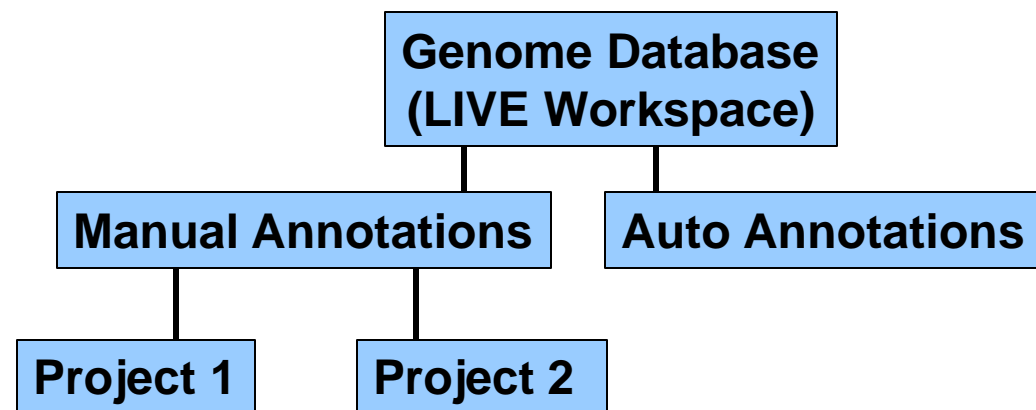 Genome Database
(LIVE Workspace)
Manual Annotations
Auto Annotations
Project 1
Project 2